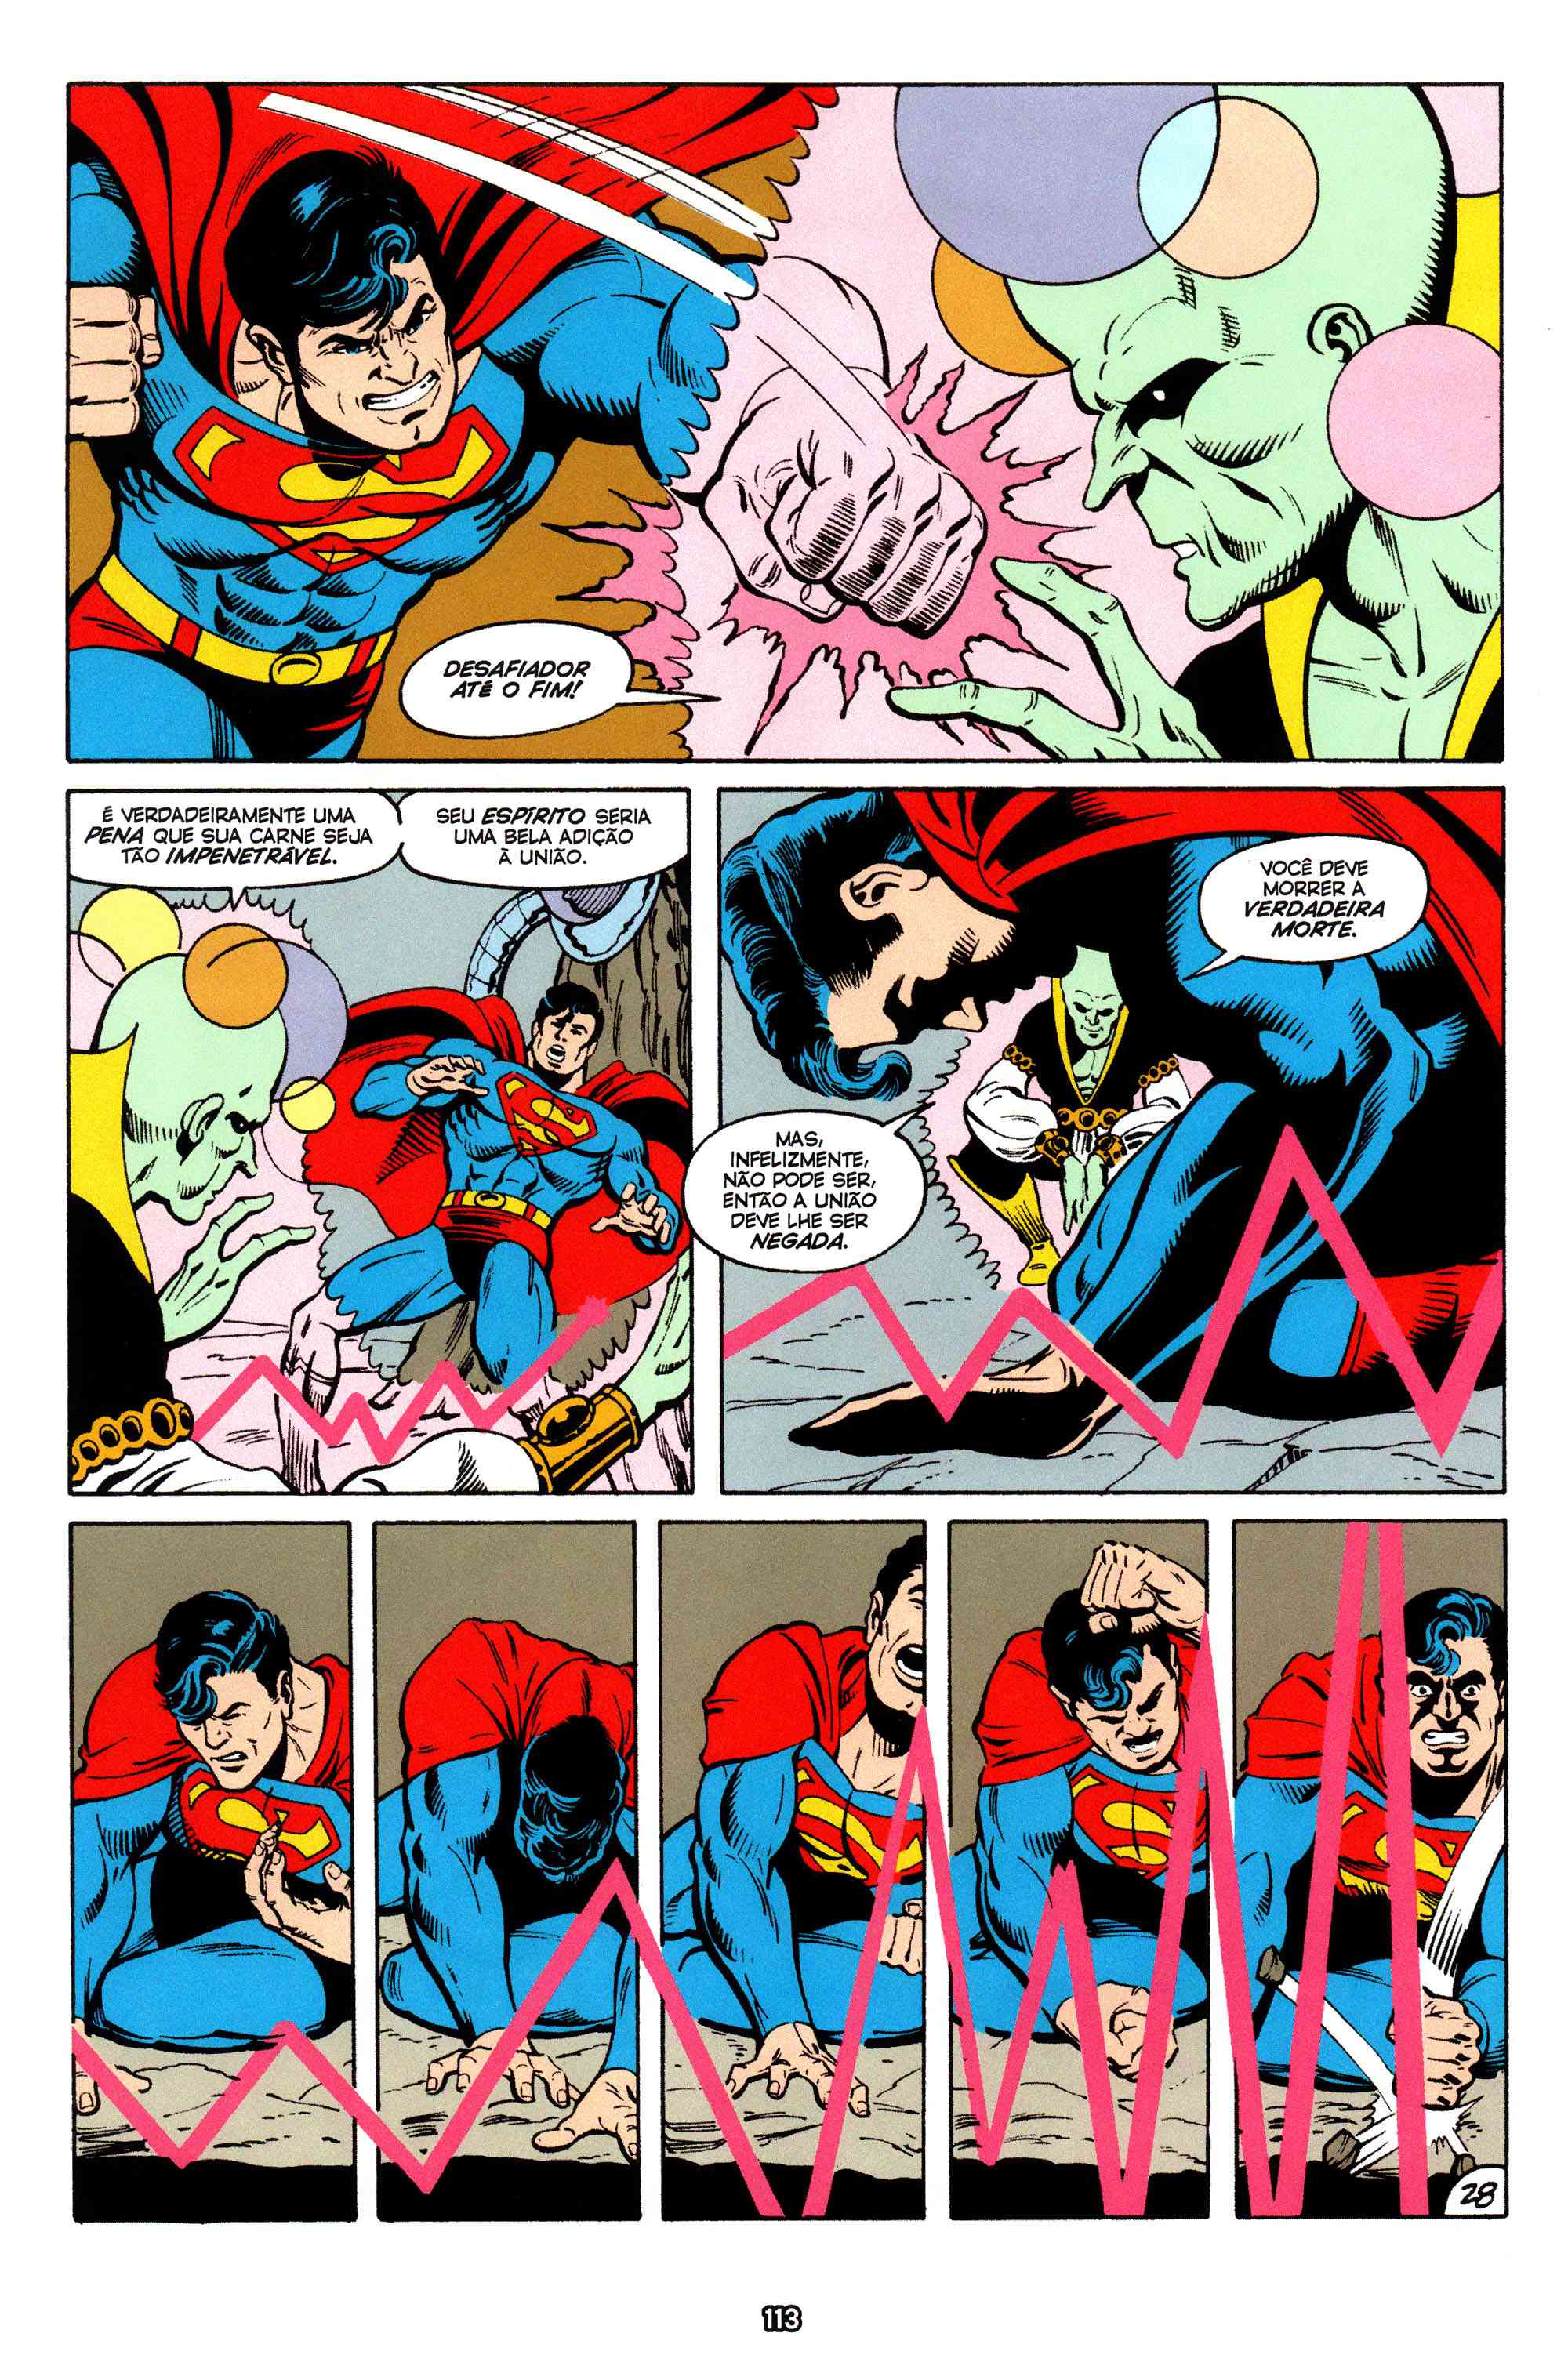 DESAFIADOR
ATÉ O FIM!
É VERDADEIRAMENTE UMA
PENA QUE SUA CARNE SEJA
TÃO IMPENETRÁVEL.
SEU ESPÍRITO SERIA
UMA BELA ADIÇÃO
À UNIÃO.
MAS,
INFELIZMENTE,
NÃO PODE SER,
ENTÃO A UNIÃO
DEVE LHE SER
NEGADA.
VOCÊ DEVE
MORRER A
VERDADEIRA
MORTE.
28
113